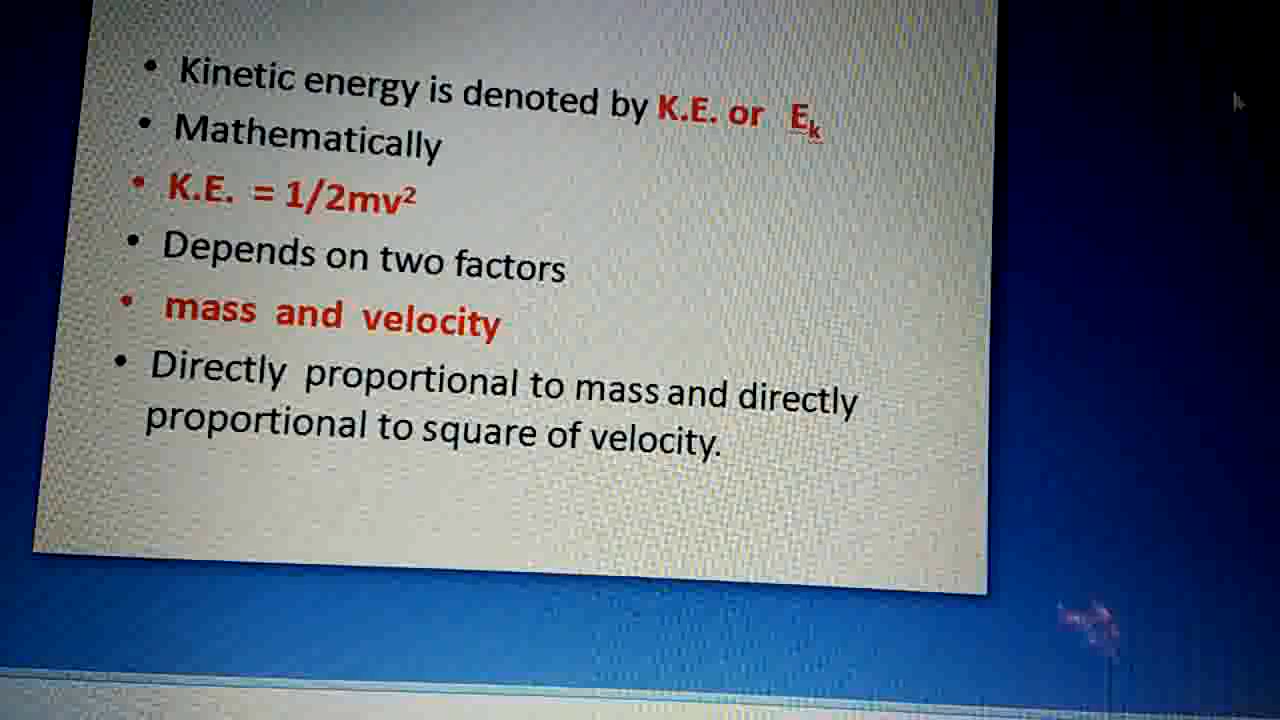 • Kinetic energy is denoted by K.E. or Eₖ
• Mathematically
• K.E. = 1/2mv²
• Depends on two factors
• mass and velocity
• Directly proportional to mass and directly
proportional to square of velocity.